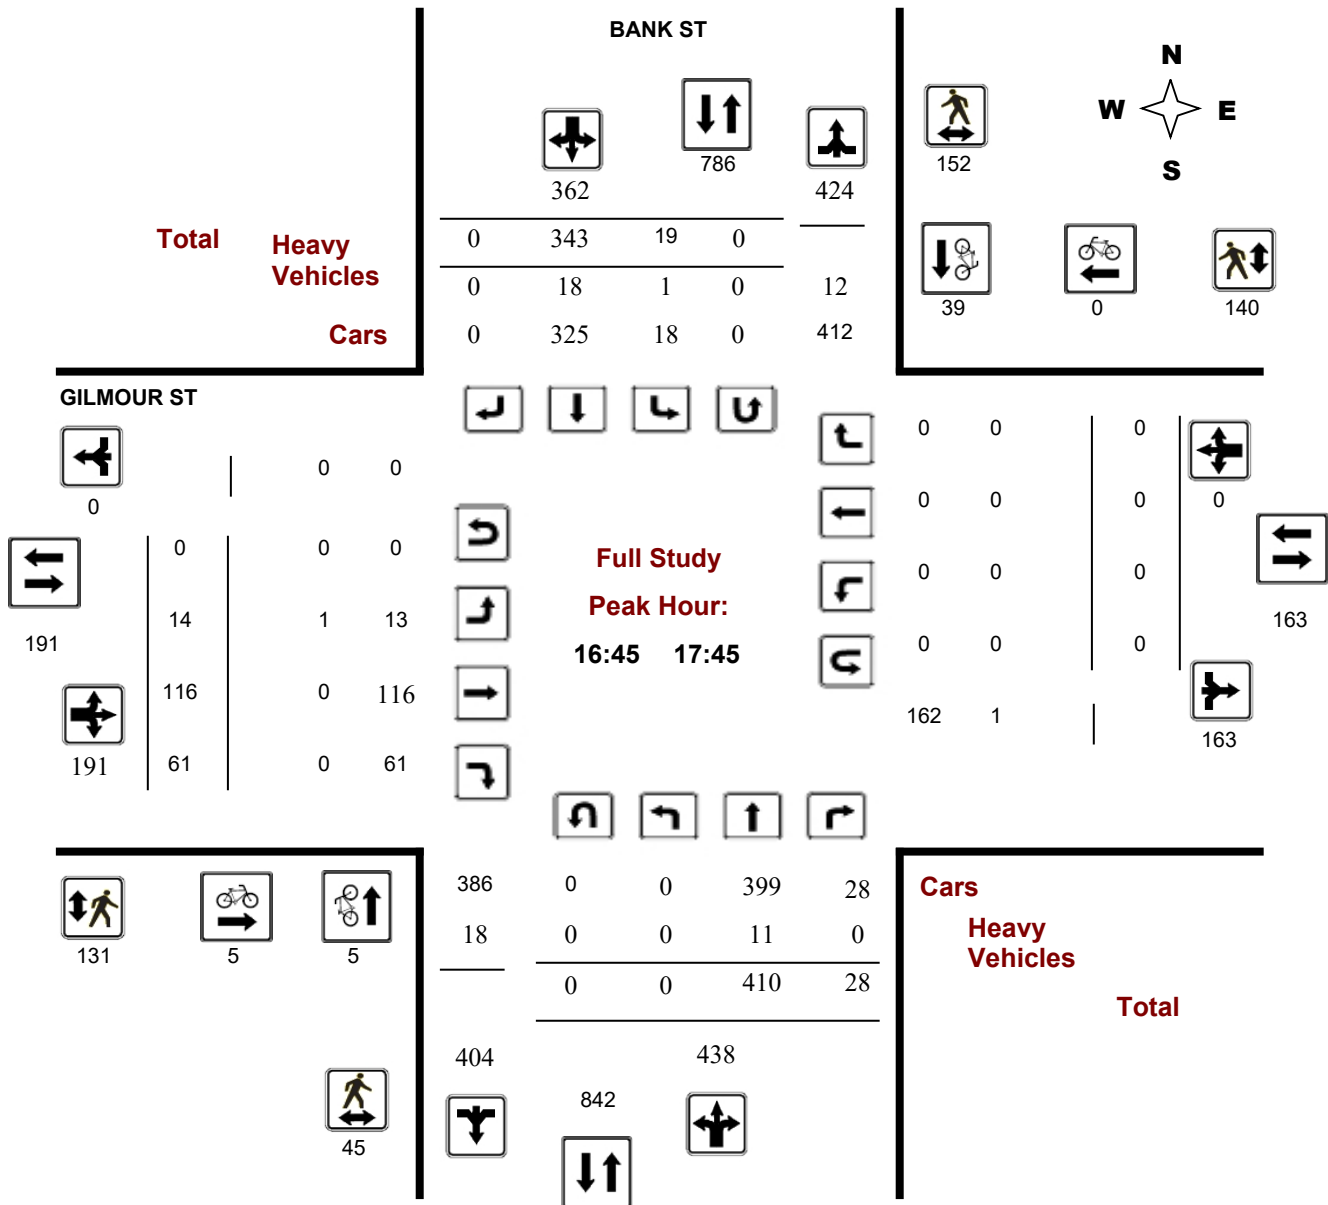 BANK ST
N
W E
S
786
152
362 424
Total
Heavy
Vehicles
Cars
0 343 19 0
0 18 1 0 12
0 325 18 0 412
39 0 140
GILMOUR ST
0 0 0
0 0
0
0 0 0 0
0 0 0
191
14 1 13
0 0 0
163
0 0 0
116 0 116
162 1
163
191
61 0 61
Full Study
Peak Hour:
16:45 17:45
386 0 0 399 28
18 0 0 11 0
0 0 410 28
Cars
Heavy
Vehicles
Total
131 5 5
404 438
842
45